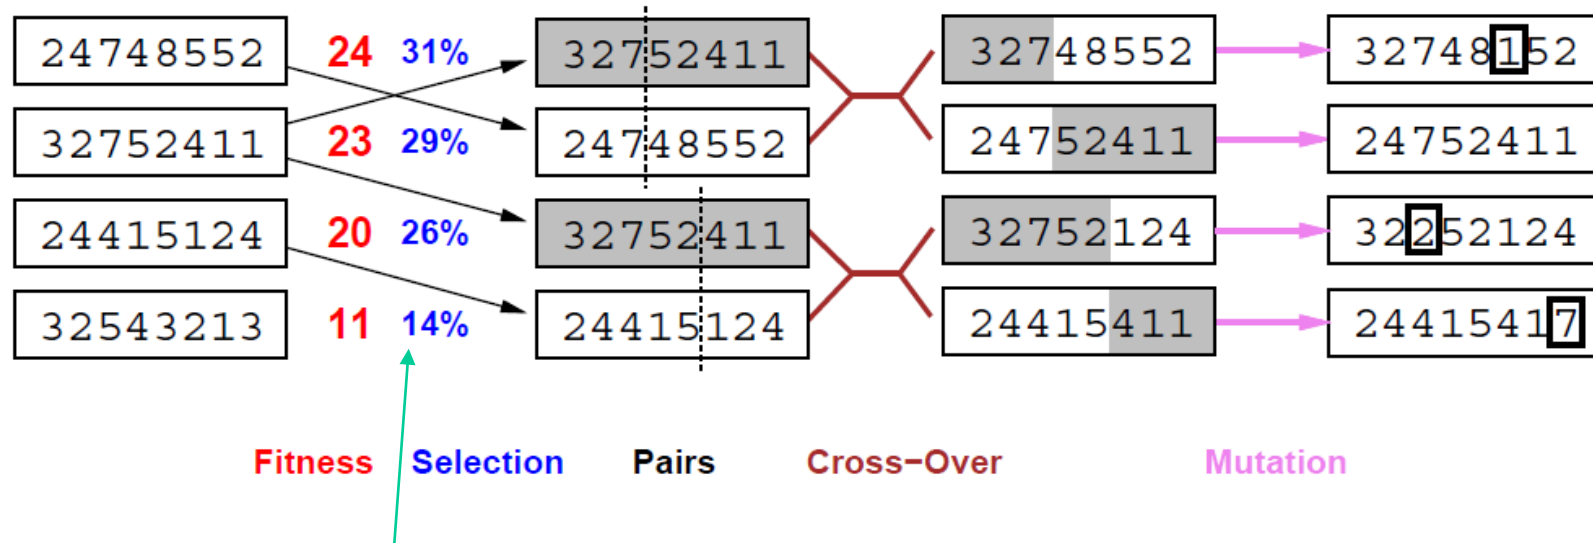 24748552 24 31% 32752411 32748552 32748152
32752411 23 29% 24748552 24752411 24752411
24415124 20 26% 32752411 32752124 32252124
32543213 11 14% 24415124 24415411 24415417
Fitness Selection Pairs Cross−Over Mutation